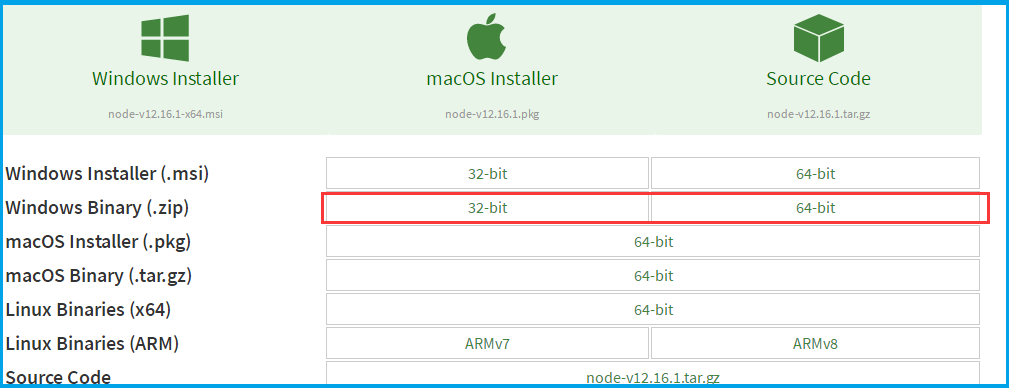 Windows Installer macOS Installer Source Code
node-v12.16.1-x64.msi node-v12.16.1.pkg node-v12.16.1.tar.gz
Windows Installer (.msi) 32-bit 64-bit
Windows Binary (.zip) 32-bit 64-bit
macOS Installer (.pkg) 64-bit
macOS Binary (.tar.gz) 64-bit
Linux Binaries (x64) 64-bit
Linux Binaries (ARM) ARMv7 ARMv8
Source Code node-v12.16.1.tar.gz